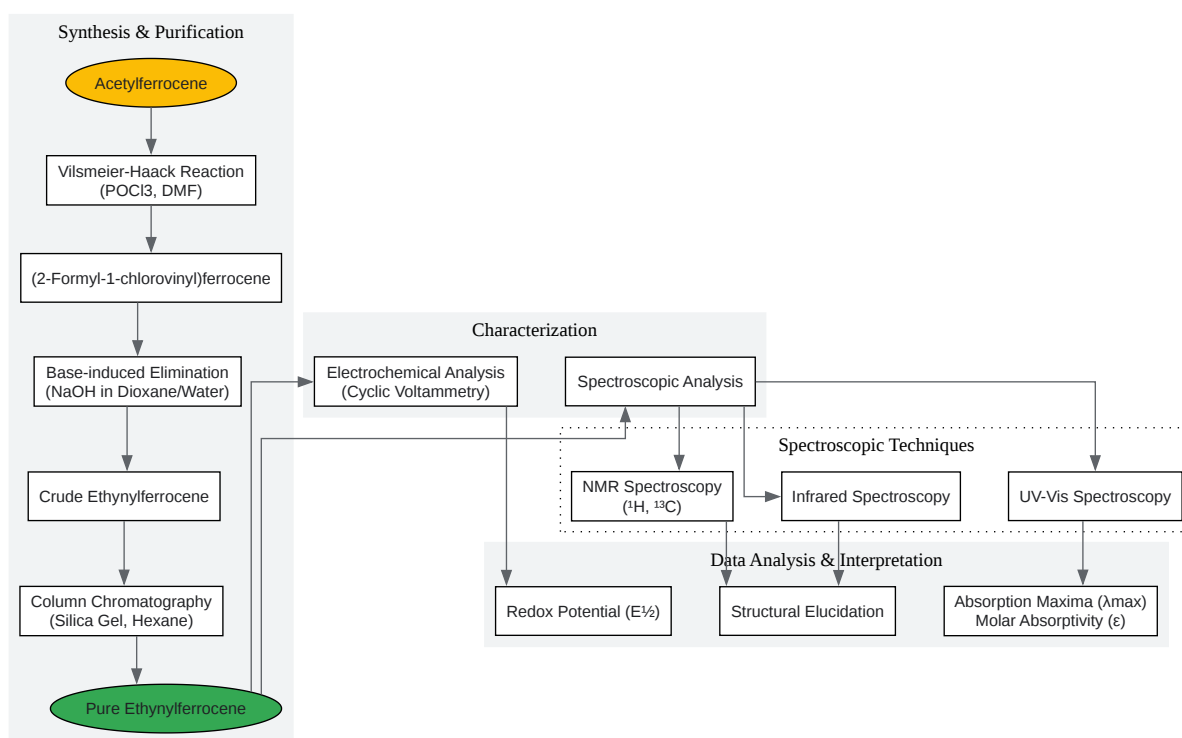 Synthesis & Purification
Acetylferrocene
Vilsmeier-Haack Reaction
(POCl3, DMF)
(2-Formyl-1-chlorovinyl)ferrocene
Base-induced Elimination
(NaOH in Dioxane/Water)
Crude Ethynylferrocene
Column Chromatography
(Silica Gel, Hexane)
Pure Ethynylferrocene
Characterization
Electrochemical Analysis
(Cyclic Voltammetry)
Spectroscopic Analysis
Spectroscopic Techniques
NMR Spectroscopy
(¹H, ¹³C)
Infrared Spectroscopy
UV-Vis Spectroscopy
Data Analysis & Interpretation
Redox Potential (E½)
Structural Elucidation
Absorption Maxima (λmax)
Molar Absorptivity (ε)